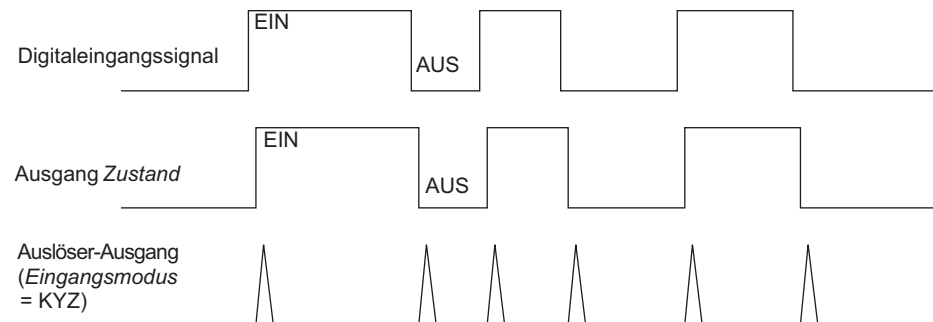 EIN
Digitaleingangssignal
AUS
EIN
Ausgang Zustand
AUS
Auslöser-Ausgang
(Eingangsmodus
= KYZ)